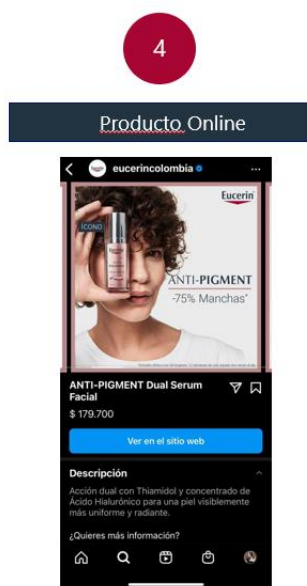 4
Producto Online
eucerincolombia
Eucerin
ICONO
ANTI-PIGMENT
-75% Manchas*
ANTI-PIGMENT Dual Serum
Facial
$ 179.700
Ver en el sitio web
Descripción
Acción dual con Thiamidol y concentrado de
Ácido Hialurónico para una piel visiblemente
más uniforme y radiante.
¿Quieres más información?